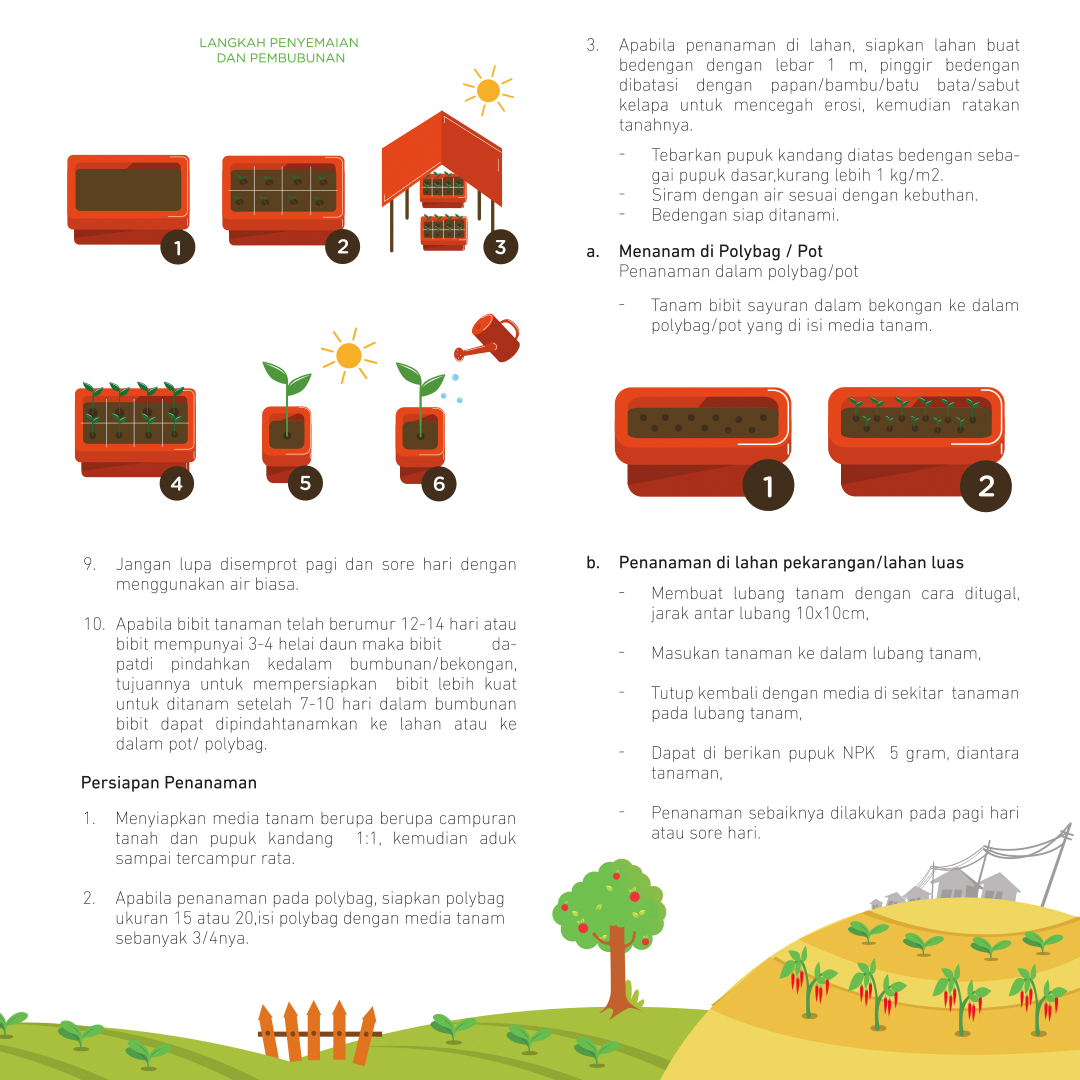 LANGKAH PENYEMAIAN
DAN PEMBUBUNAN
1
2
3
4
5
6
9. Jangan lupa disemprot pagi dan sore hari dengan
menggunakan air biasa.
10. Apabila bibit tanaman telah berumur 12-14 hari atau
bibit mempunyai 3-4 helai daun maka bibit da-
patdi pindahkan kedalam bumbunan/bekongan,
tujuannya untuk mempersiapkan bibit lebih kuat
untuk ditanam setelah 7-10 hari dalam bumbunan
bibit dapat dipindahtanamkan ke lahan atau ke
dalam pot/ polybag.
Persiapan Penanaman
1. Menyiapkan media tanam berupa berupa campuran
tanah dan pupuk kandang 1:1, kemudian aduk
sampai tercampur rata.
2. Apabila penanaman pada polybag, siapkan polybag
ukuran 15 atau 20,isi polybag dengan media tanam
sebanyak 3/4nya.
3. Apabila penanaman di lahan, siapkan lahan buat
bedengan dengan lebar 1 m, pinggir bedengan
dibatasi dengan papan/bambu/batu bata/sabut
kelapa untuk mencegah erosi, kemudian ratakan
tanahnya.
- Tebarkan pupuk kandang diatas bedengan seba-
gai pupuk dasar,kurang lebih 1 kg/m2.
- Siram dengan air sesuai dengan kebuthan.
- Bedengan siap ditanami.
a. Menanam di Polybag / Pot
Penanaman dalam polybag/pot
- Tanam bibit sayuran dalam bekongan ke dalam
polybag/pot yang di isi media tanam.
1
2
b. Penanaman di lahan pekarangan/lahan luas
- Membuat lubang tanam dengan cara ditugal,
jarak antar lubang 10x10cm,
- Masukan tanaman ke dalam lubang tanam,
- Tutup kembali dengan media di sekitar tanaman
pada lubang tanam,
- Dapat di berikan pupuk NPK 5 gram, diantara
tanaman,
- Penanaman sebaiknya dilakukan pada pagi hari
atau sore hari.